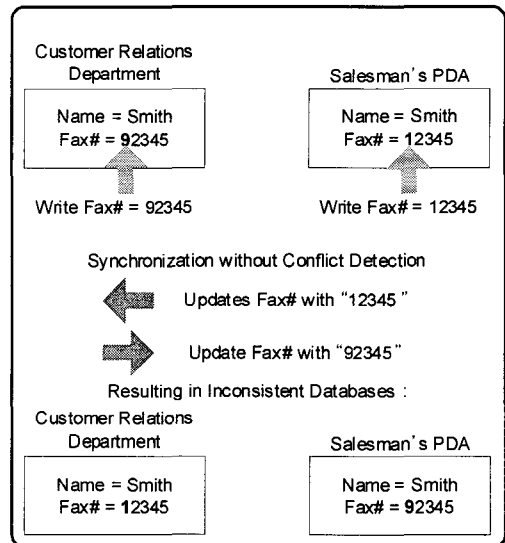 Customer Relations
Department
Salesman's PDA
Name = Smith
Fax# = 92345
Name = Smith
Fax# = 12345
Write Fax# = 92345
Write Fax# = 12345
Synchronization without Conflict Detection
Updates Fax# with "12345"
Update Fax# with "92345"
Resulting in Inconsistent Databases :
Customer Relations
Department
Salesman's PDA
Name = Smith
Fax# = 12345
Name = Smith
Fax# = 92345